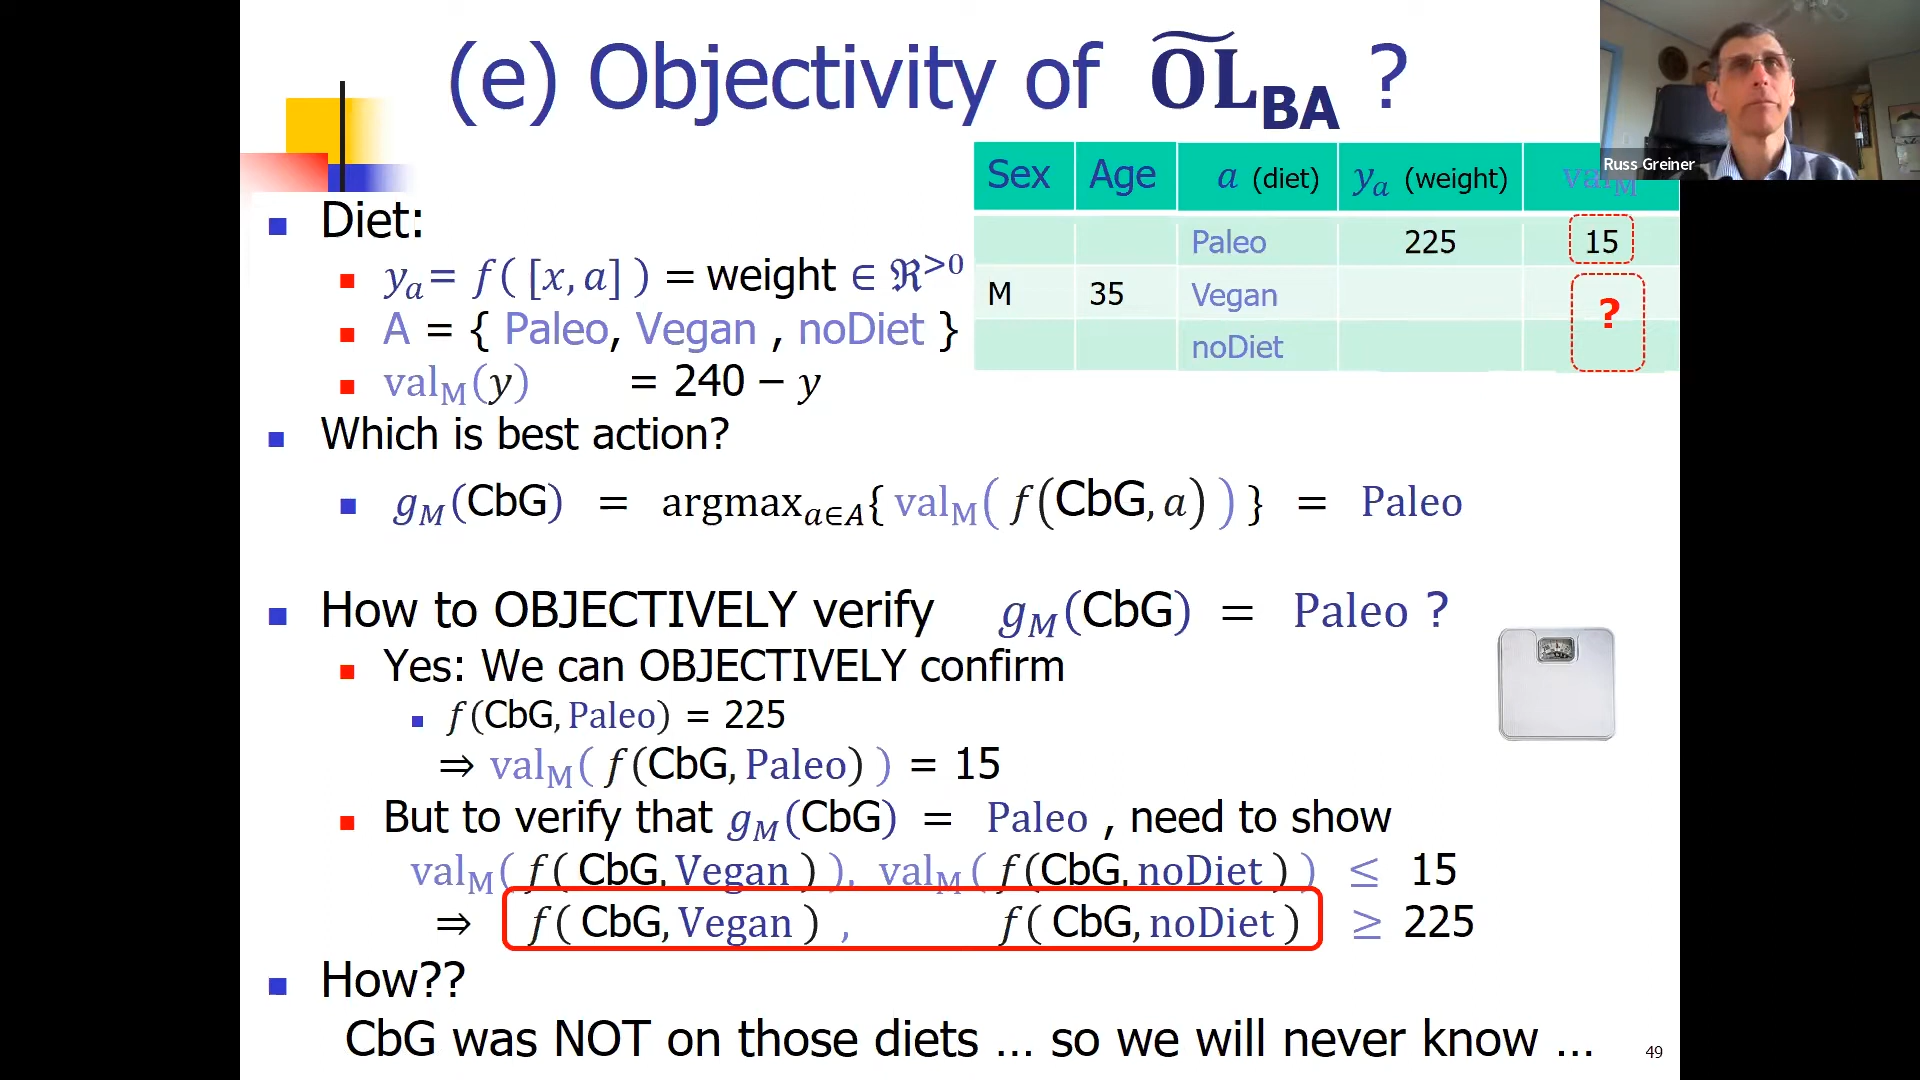 (e) Objectivity of OL̃_BA ?
Russ Greiner
Sex Age a (diet) y_a (weight) val_M
Paleo 225 15
M 35 Vegan ?
noDiet
Diet:
y_a = f( [x, a] ) = weight ∈ ℜ^>0
A = { Paleo, Vegan , noDiet }
val_M(y) = 240 − y
Which is best action?
g_M(CbG) = argmax_a∈A{ val_M( f(CbG, a) ) } = Paleo
How to OBJECTIVELY verify g_M(CbG) = Paleo ?
Yes: We can OBJECTIVELY confirm
f(CbG, Paleo) = 225
⇒ val_M( f(CbG, Paleo) ) = 15
But to verify that g_M(CbG) = Paleo , need to show
val_M( f( CbG, Vegan ) ), val_M( f(CbG, noDiet ) ) ≤ 15
⇒ f( CbG, Vegan ) , f( CbG, noDiet ) ≥ 225
How??
CbG was NOT on those diets ... so we will never know ...
49